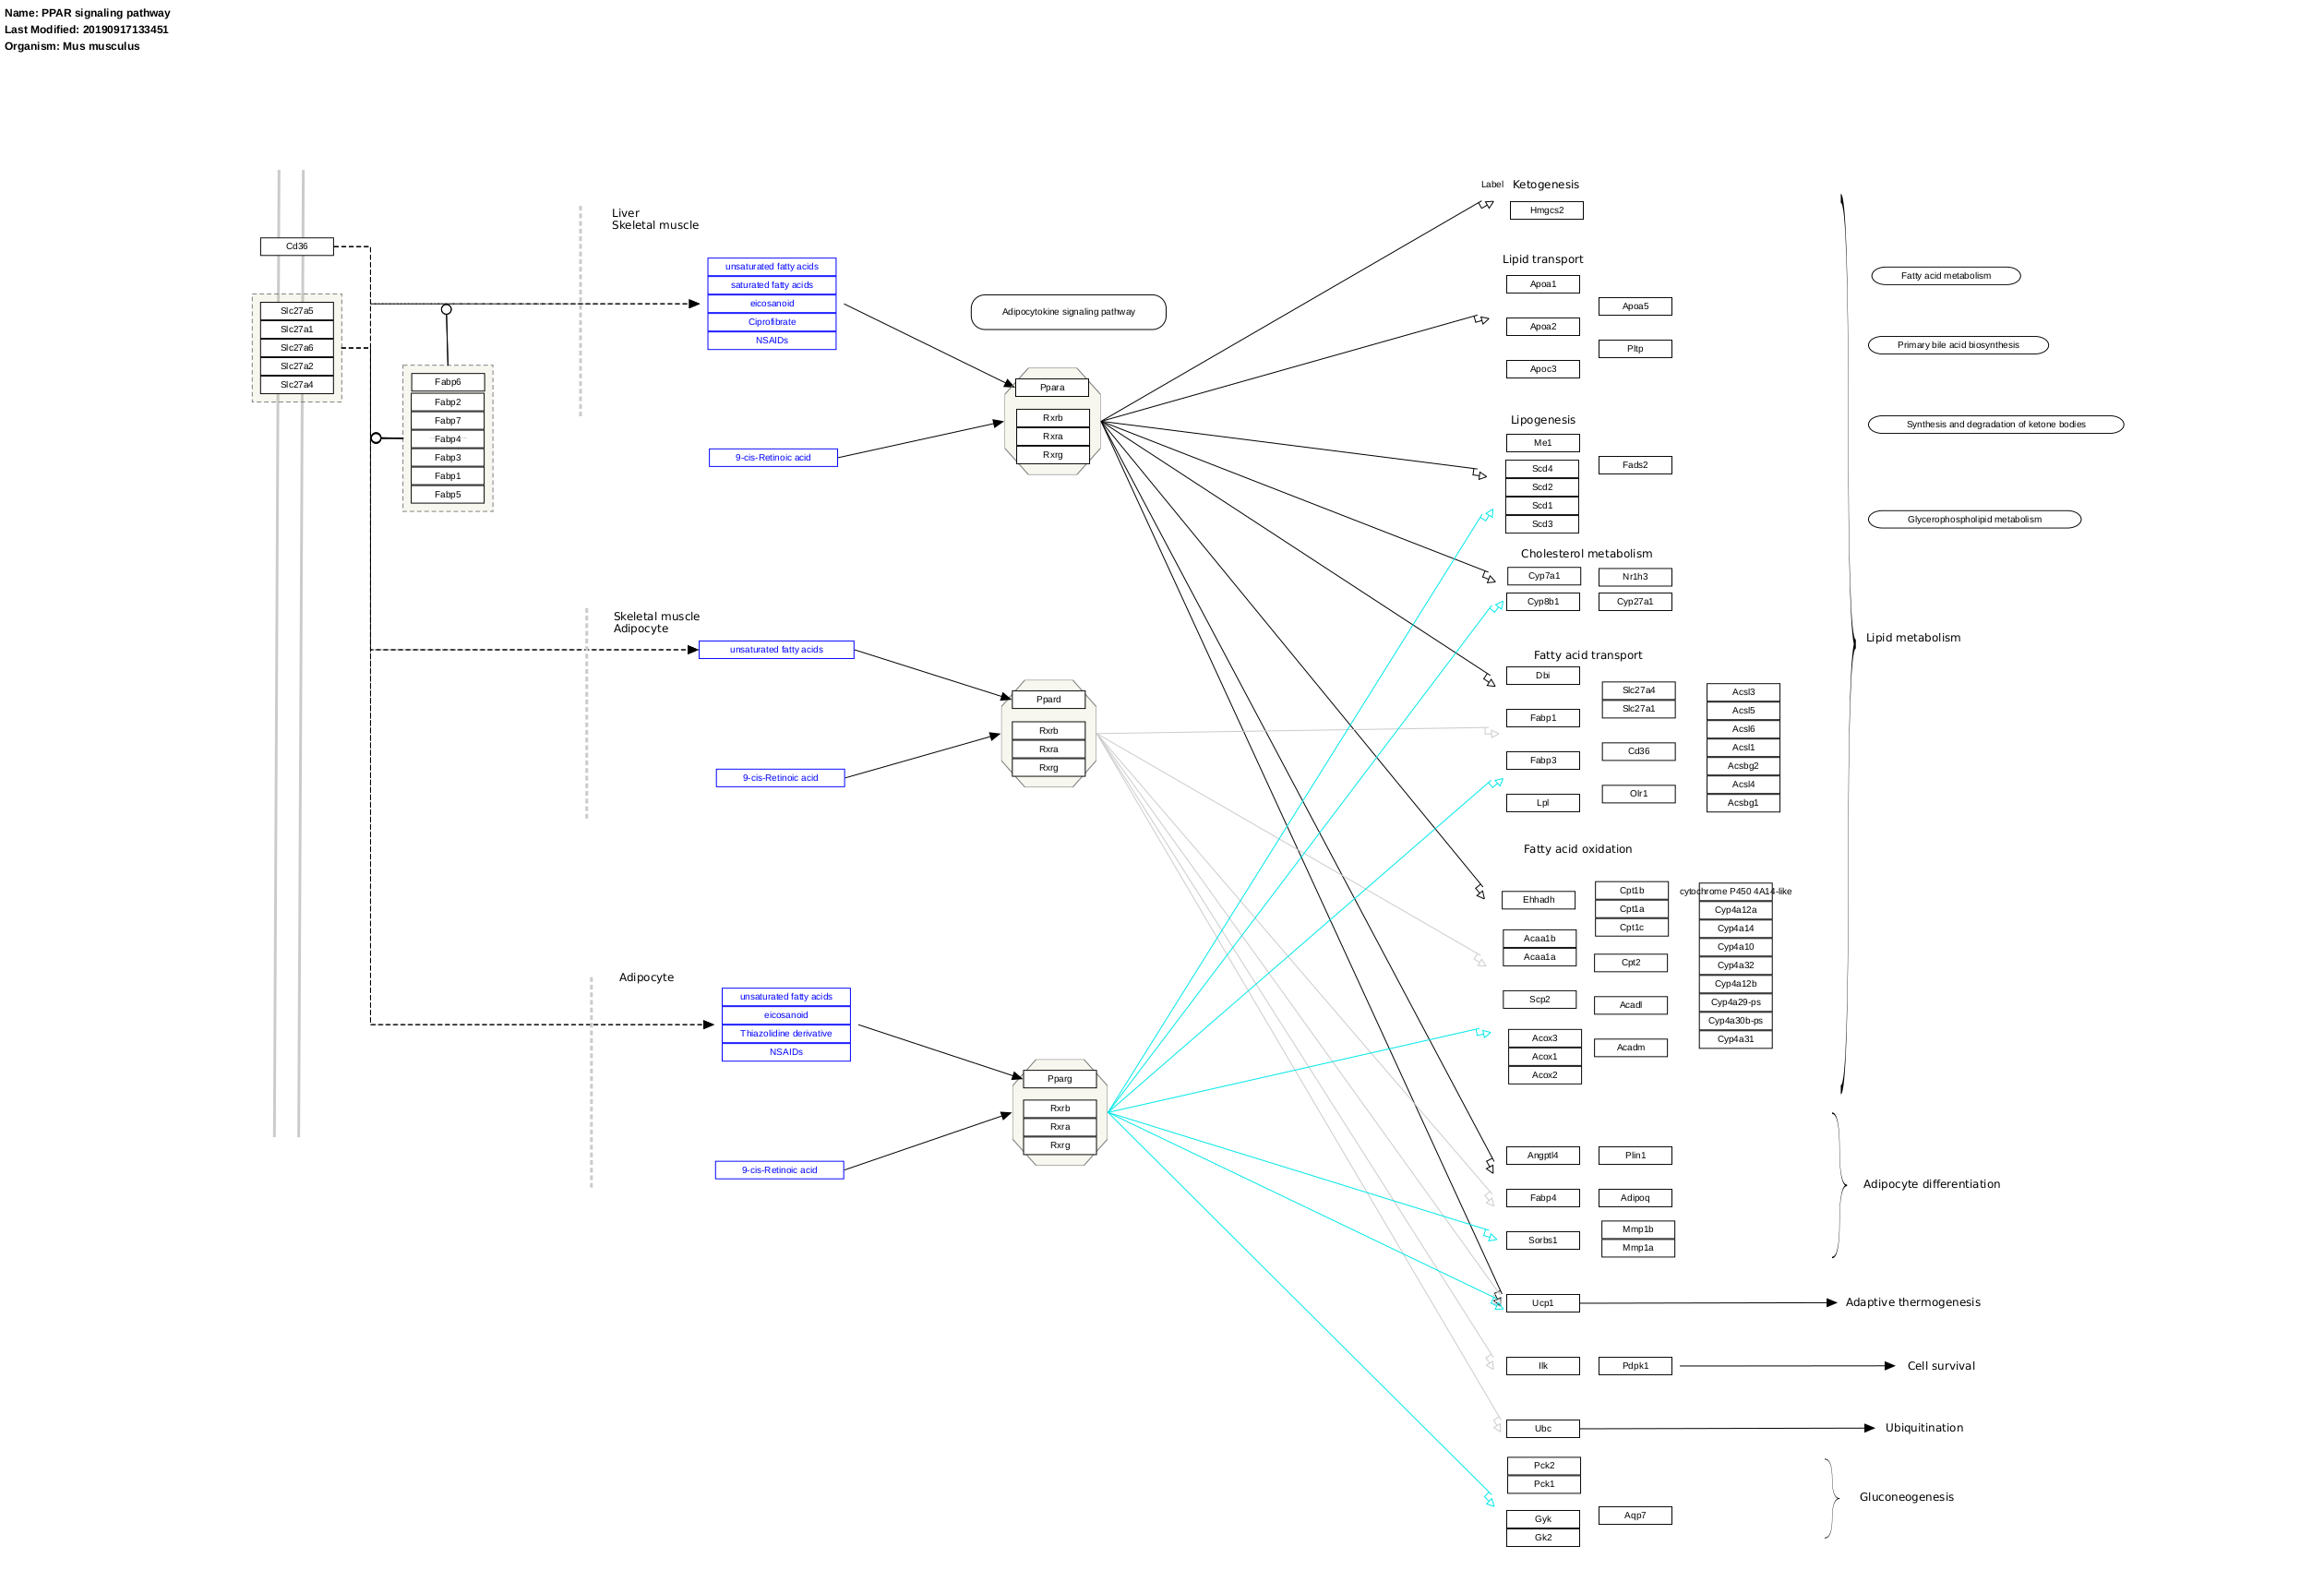 Name: PPAR signaling pathway
Last Modified: 20190917133451
Organism: Mus musculus
Cd36
Slc27a5
Slc27a1
Slc27a6
Slc27a2
Slc27a4
Fabp6
Fabp2
Fabp7
Fabp4
Fabp3
Fabp1
Fabp5
Liver
Skeletal muscle
unsaturated fatty acids
saturated fatty acids
eicosanoid
Ciprofibrate
NSAIDs
9-cis-Retinoic acid
Adipocytokine signaling pathway
Ppara
Rxrb
Rxra
Rxrg
Skeletal muscle
Adipocyte
unsaturated fatty acids
9-cis-Retinoic acid
Ppard
Rxrb
Rxra
Rxrg
Adipocyte
unsaturated fatty acids
eicosanoid
Thiazolidine derivative
NSAIDs
9-cis-Retinoic acid
Pparg
Rxrb
Rxra
Rxrg
Label
Ketogenesis
Hmgcs2
Lipid transport
Apoa1
Apoa5
Apoa2
Pltp
Apoc3
Lipogenesis
Me1
Scd4
Fads2
Scd2
Scd1
Scd3
Cholesterol metabolism
Cyp7a1
Nr1h3
Cyp8b1
Cyp27a1
Fatty acid transport
Dbi
Fabp1
Fabp3
Lpl
Slc27a4
Slc27a1
Cd36
Olr1
Acsl3
Acsl5
Acsl6
Acsl1
Acsbg2
Acsl4
Acsbg1
Fatty acid oxidation
Ehhadh
Acaa1b
Acaa1a
Scp2
Acox3
Acox1
Acox2
Cpt1b
Cpt1a
Cpt1c
Cpt2
Acadl
Acadm
cytochrome P450 4A14-like
Cyp4a12a
Cyp4a14
Cyp4a10
Cyp4a32
Cyp4a12b
Cyp4a29-ps
Cyp4a30b-ps
Cyp4a31
Angptl4
Plin1
Fabp4
Adipoq
Sorbs1
Mmp1b
Mmp1a
Ucp1
Ilk
Pdpk1
Ubc
Pck2
Pck1
Gyk
Gk2
Aqp7
Fatty acid metabolism
Primary bile acid biosynthesis
Synthesis and degradation of ketone bodies
Glycerophospholipid metabolism
Lipid metabolism
Adipocyte differentiation
Adaptive thermogenesis
Cell survival
Ubiquitination
Gluconeogenesis